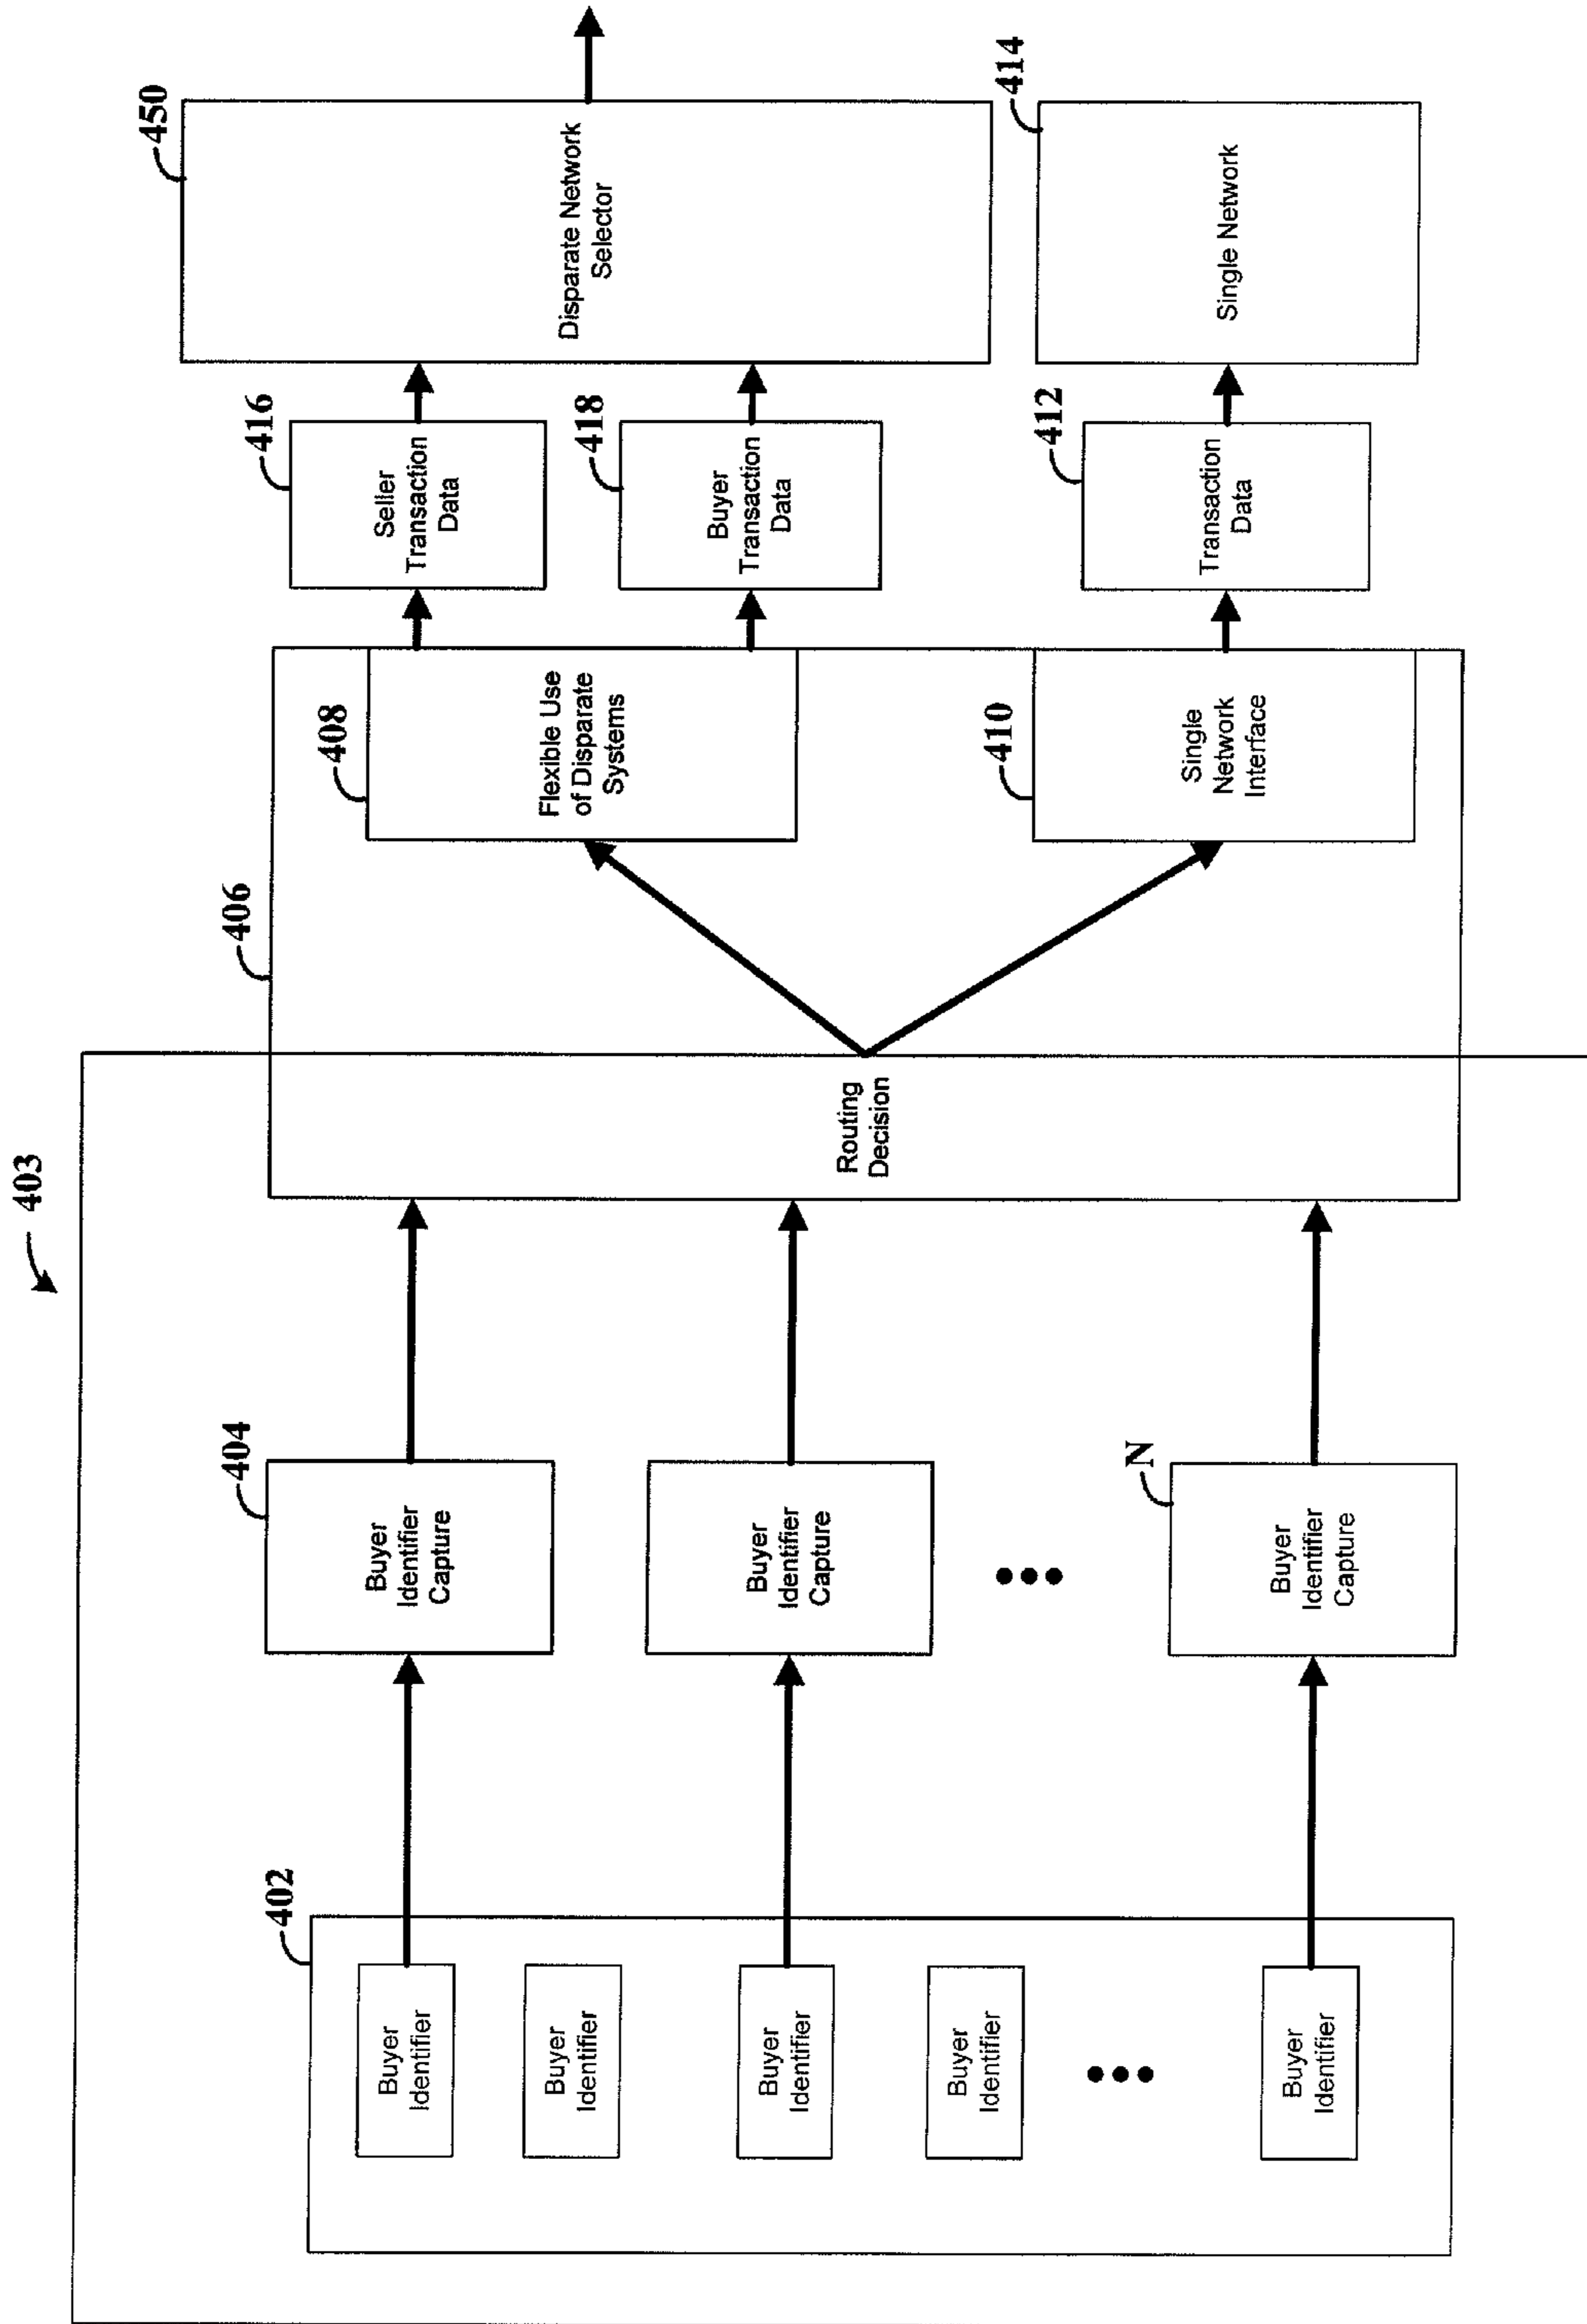 403
402
Buyer
Identifier
Buyer
Identifier
Buyer
Identifier
Buyer
Identifier
Buyer
Identifier
404
Buyer
Identifier
Capture
Buyer
Identifier
Capture
N
Buyer
Identifier
Capture
406
Routing
Decision
408
Flexible Use
of Disparate
Systems
410
Single
Network
Interface
416
Seller
Transaction
Data
418
Buyer
Transaction
Data
412
Transaction
Data
450
Disparate Network
Selector
414
Single Network